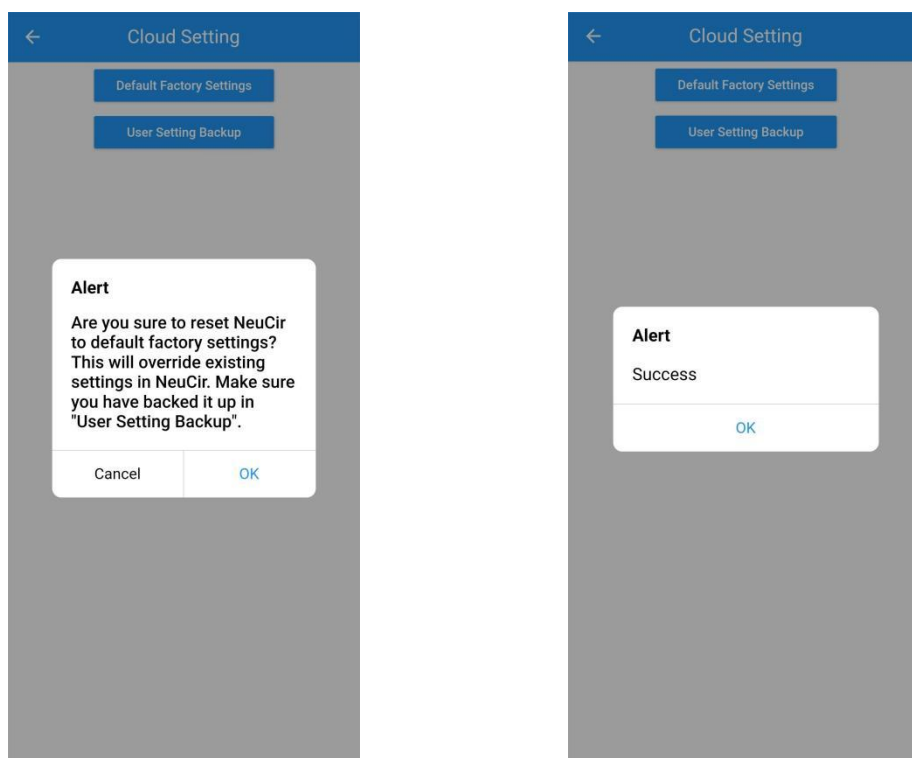 Cloud Setting
Default Factory Settings
User Setting Backup
Alert
Are you sure to reset NeuCir
to default factory settings?
This will override existing
settings in NeuCir. Make sure
you have backed it up in
"User Setting Backup".
Cancel
OK
Cloud Setting
Default Factory Settings
User Setting Backup
Alert
Success
OK